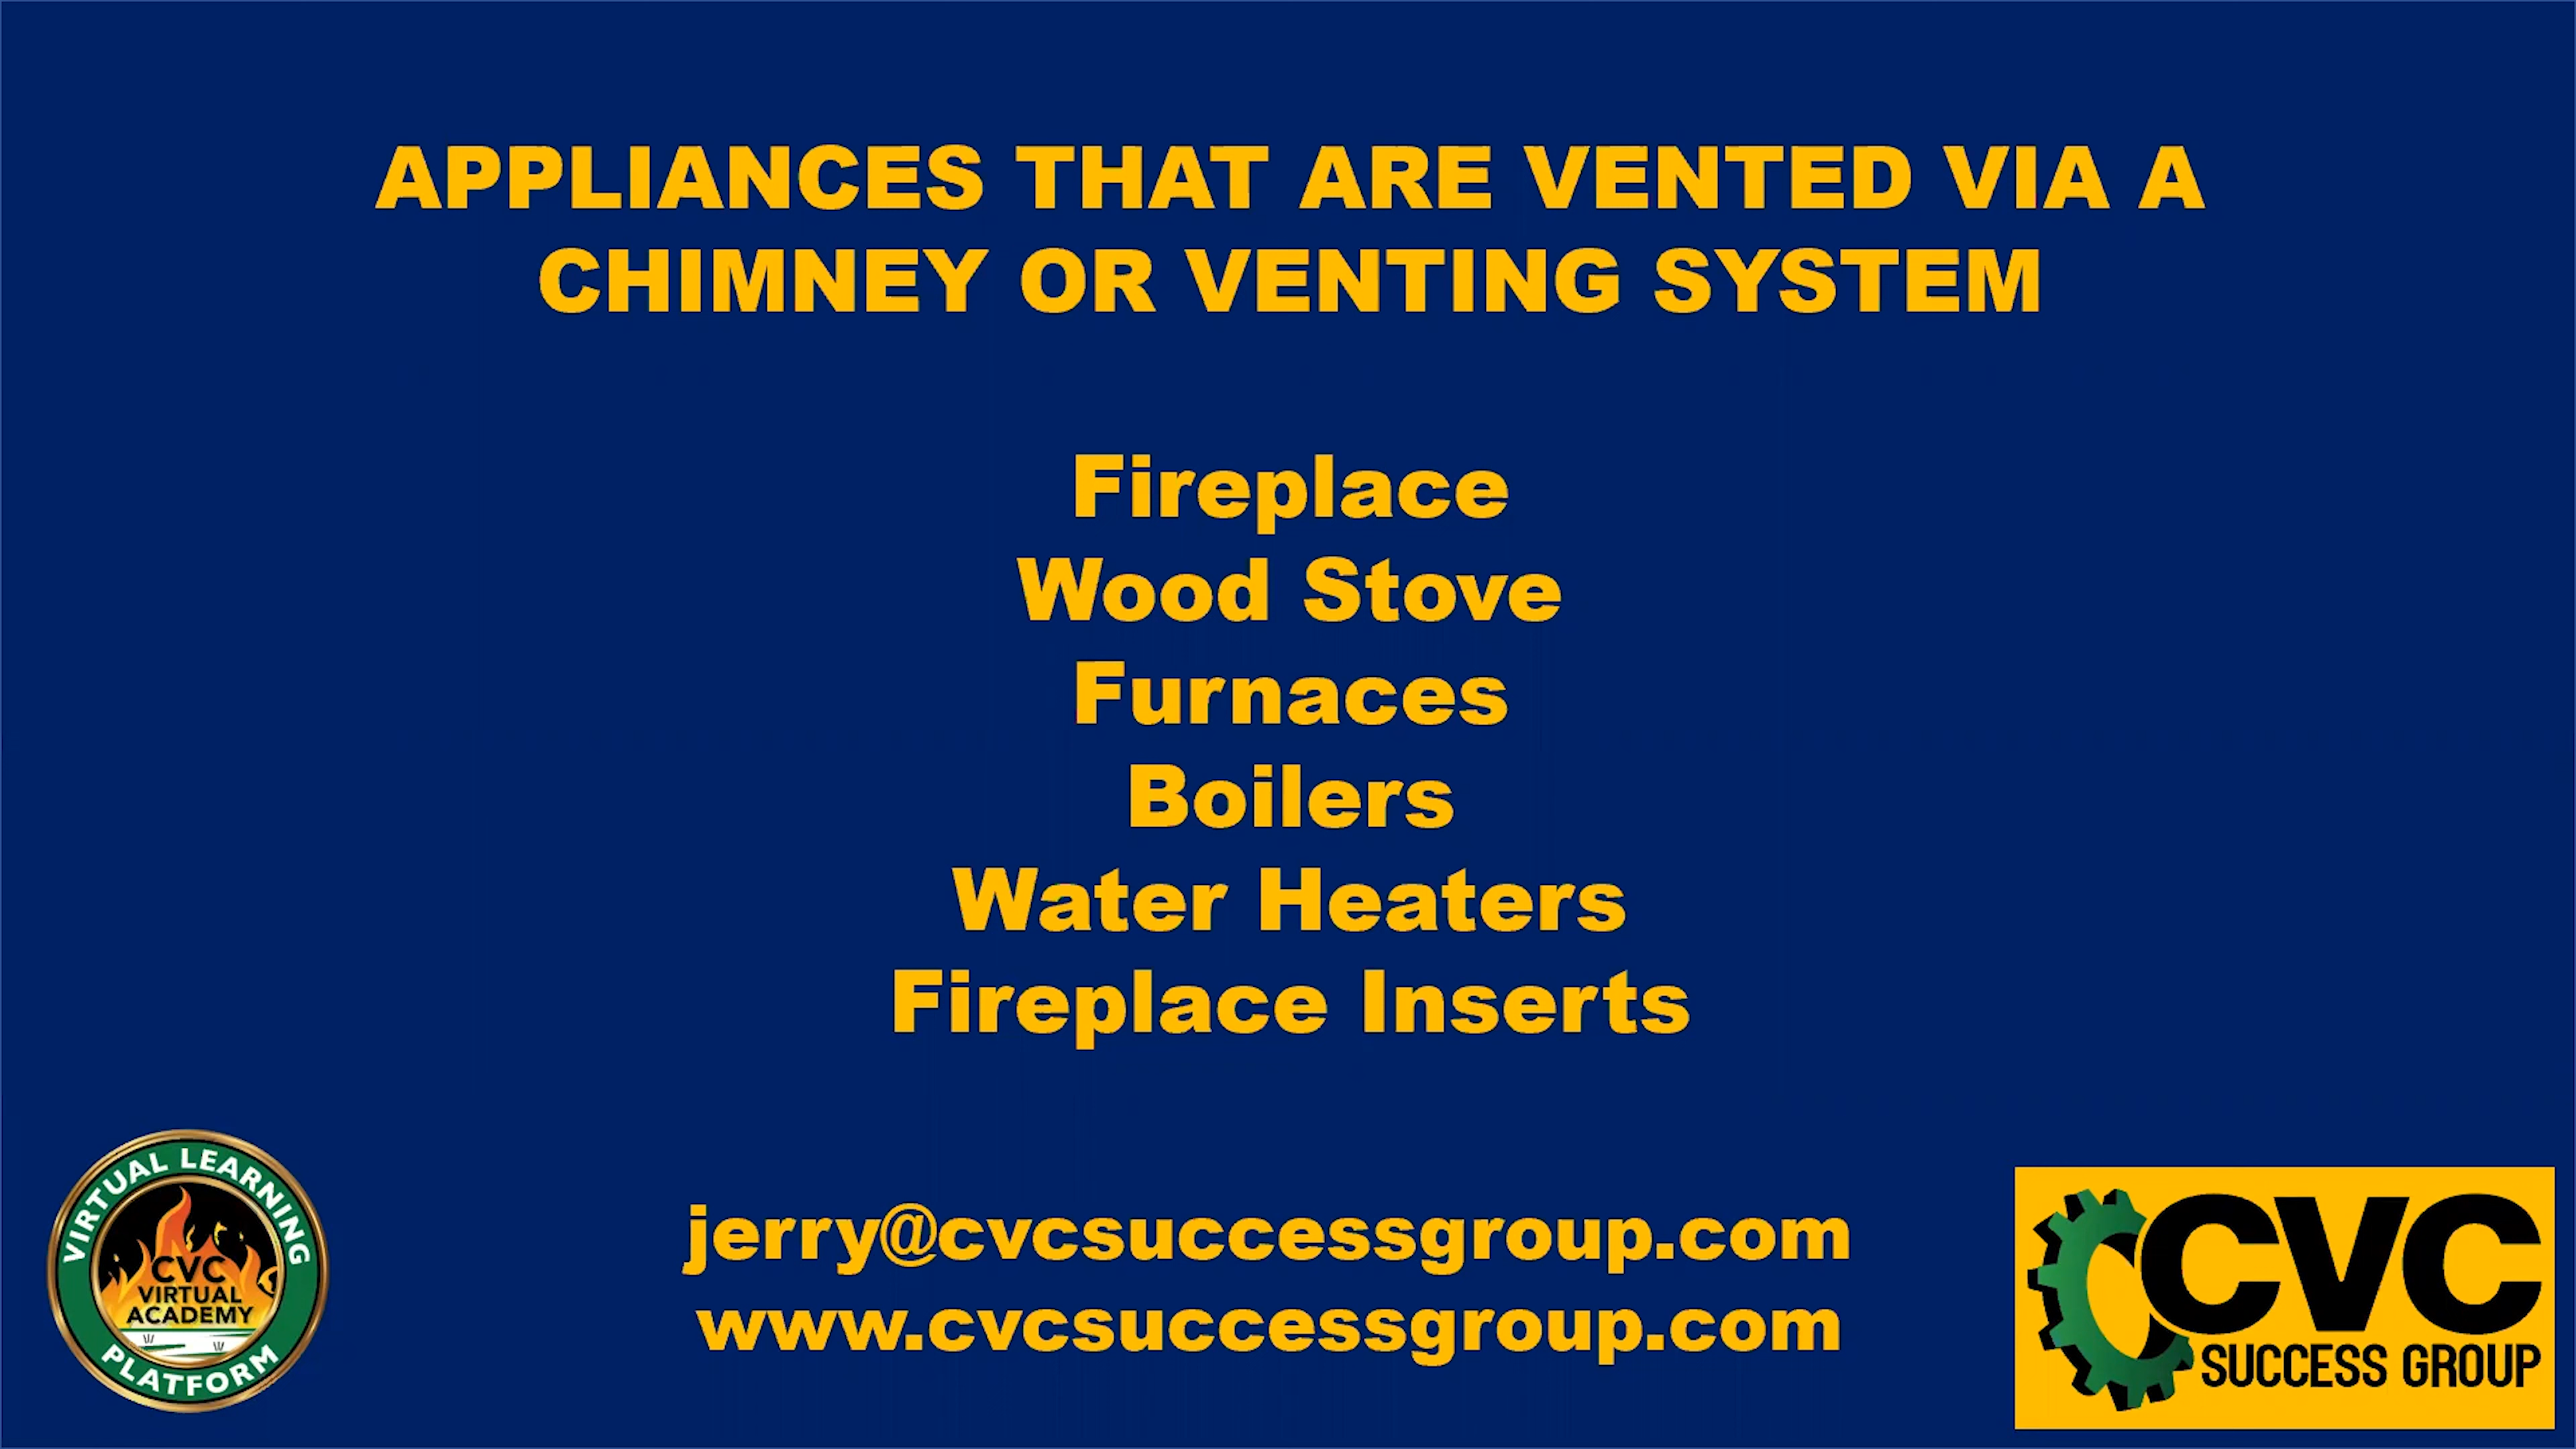 APPLIANCES THAT ARE VENTED VIA A
CHIMNEY OR VENTING SYSTEM
Fireplace
Wood Stove
Furnaces
Boilers
Water Heaters
Fireplace Inserts
jerry@cvcsuccessgroup.com
www.cvcsuccessgroup.com
VIRTUAL LEARNING
CVC
VIRTUAL
ACADEMY
PLATFORM
CVC
SUCCESS GROUP